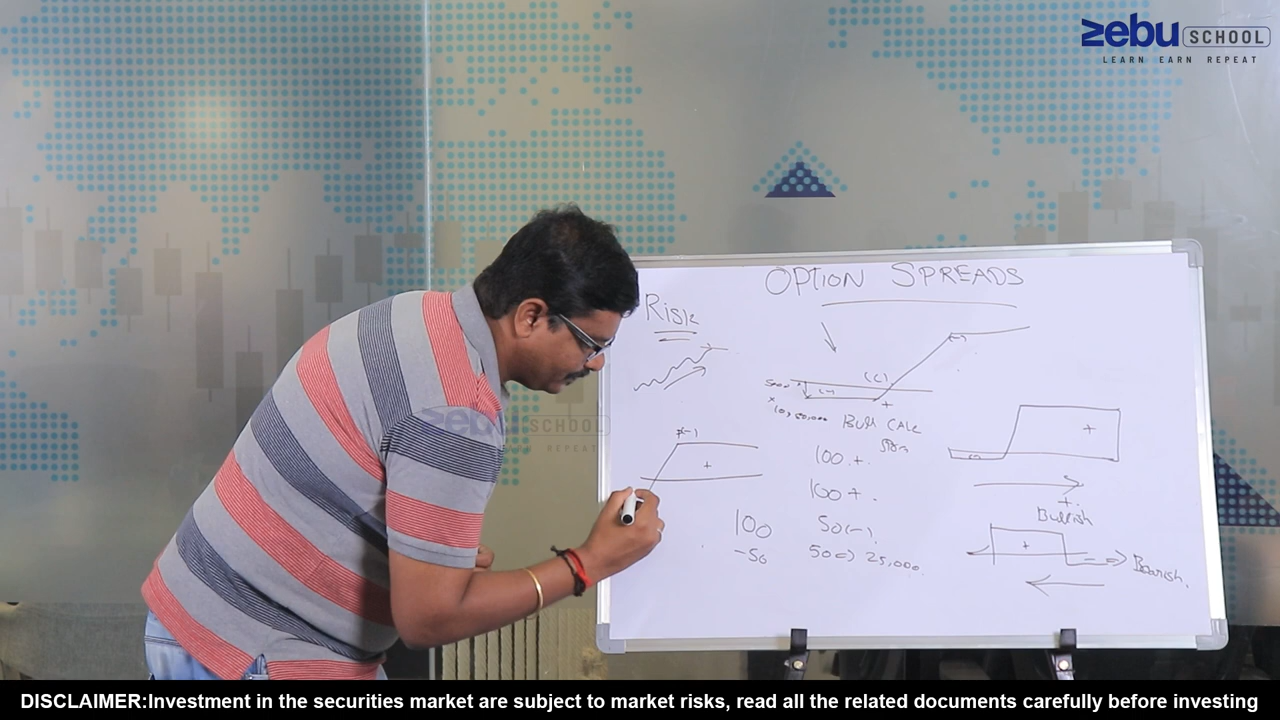 zebu SCHOOL
LEARN EARN REPEAT
OPTION SPREADS
Risk
(C)
(-)
+
Bull CALL
100 +
100 +
100
50(-)
-50
50(-) 25,000
zebu SCHOOL
(-)
+
+
+
Bullish
+
Bearish.
DISCLAIMER:Investment in the securities market are subject to market risks, read all the related documents carefully before investing